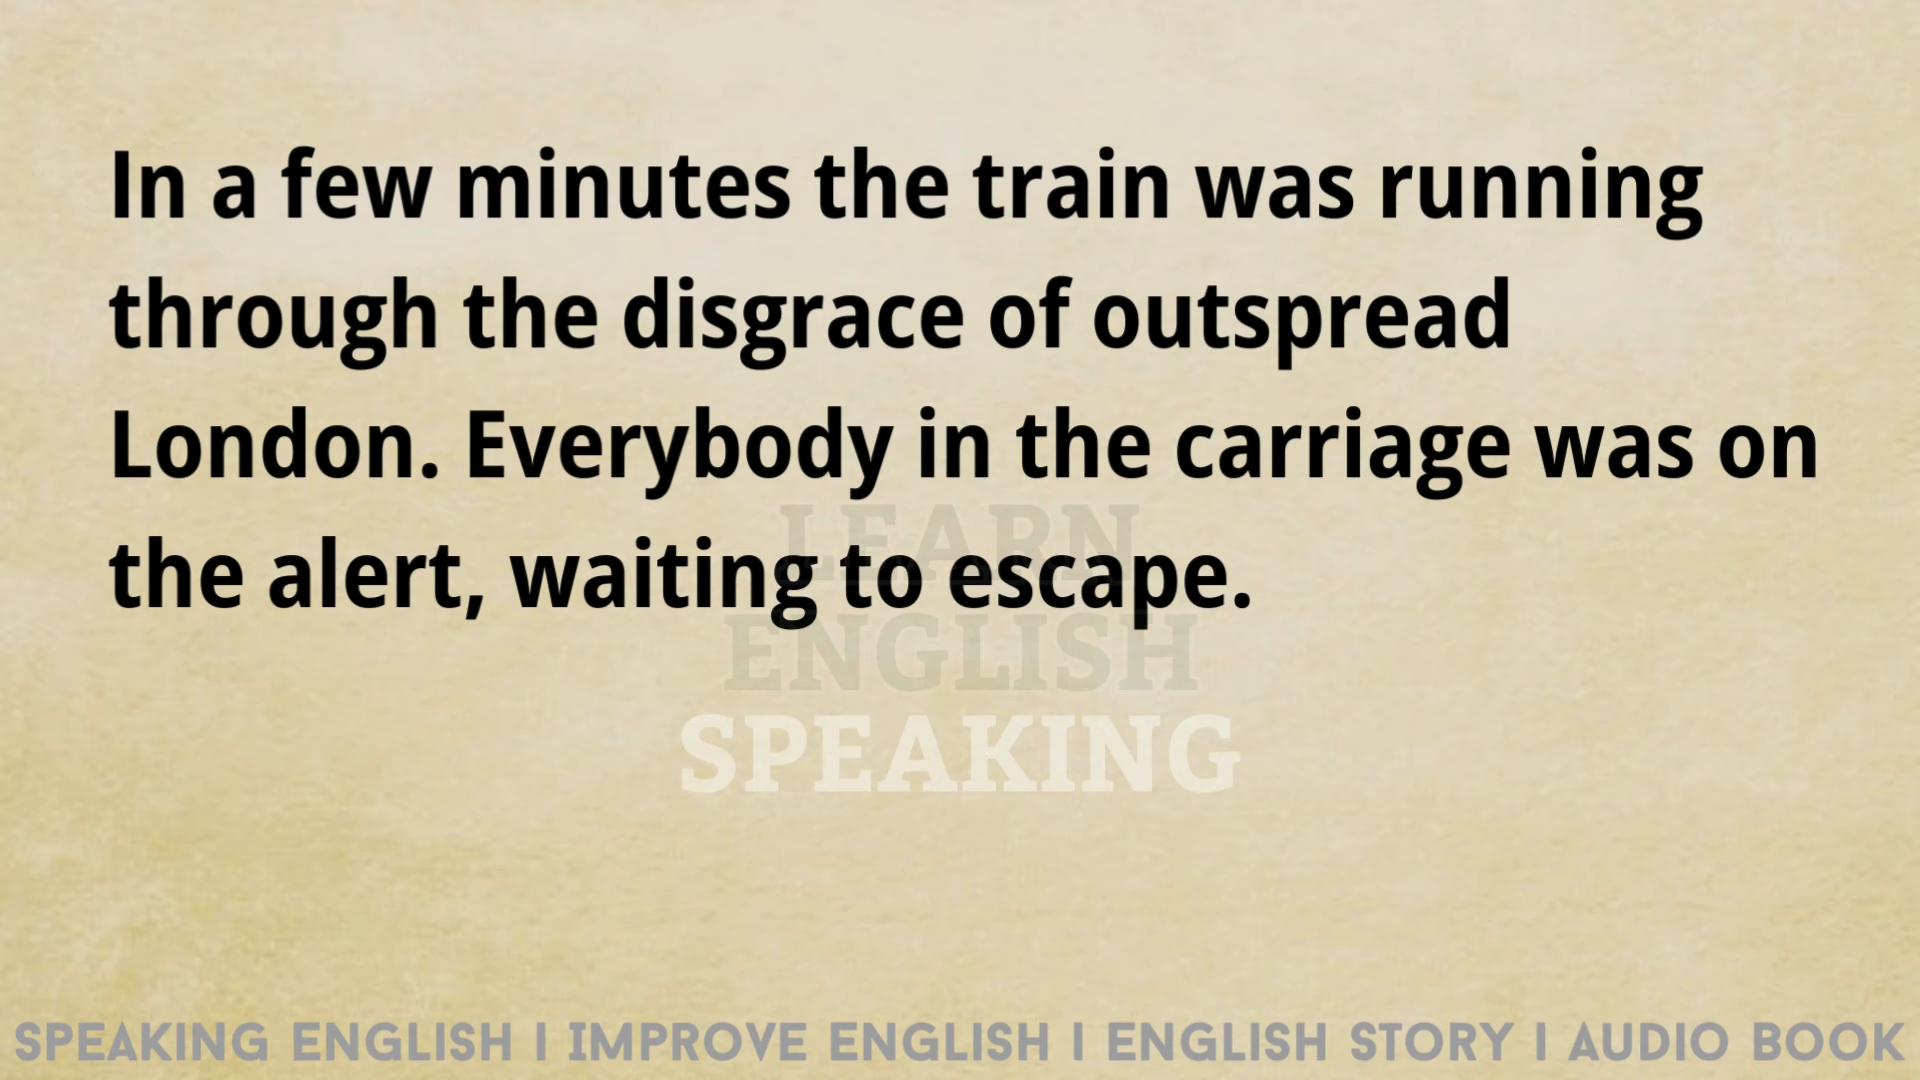 In a few minutes the train was running
through the disgrace of outspread
London. Everybody in the carriage was on
the alert, waiting to escape.
LEARN
ENGLISH
SPEAKING
SPEAKING ENGLISH I IMPROVE ENGLISH I ENGLISH STORY I AUDIO BOOK